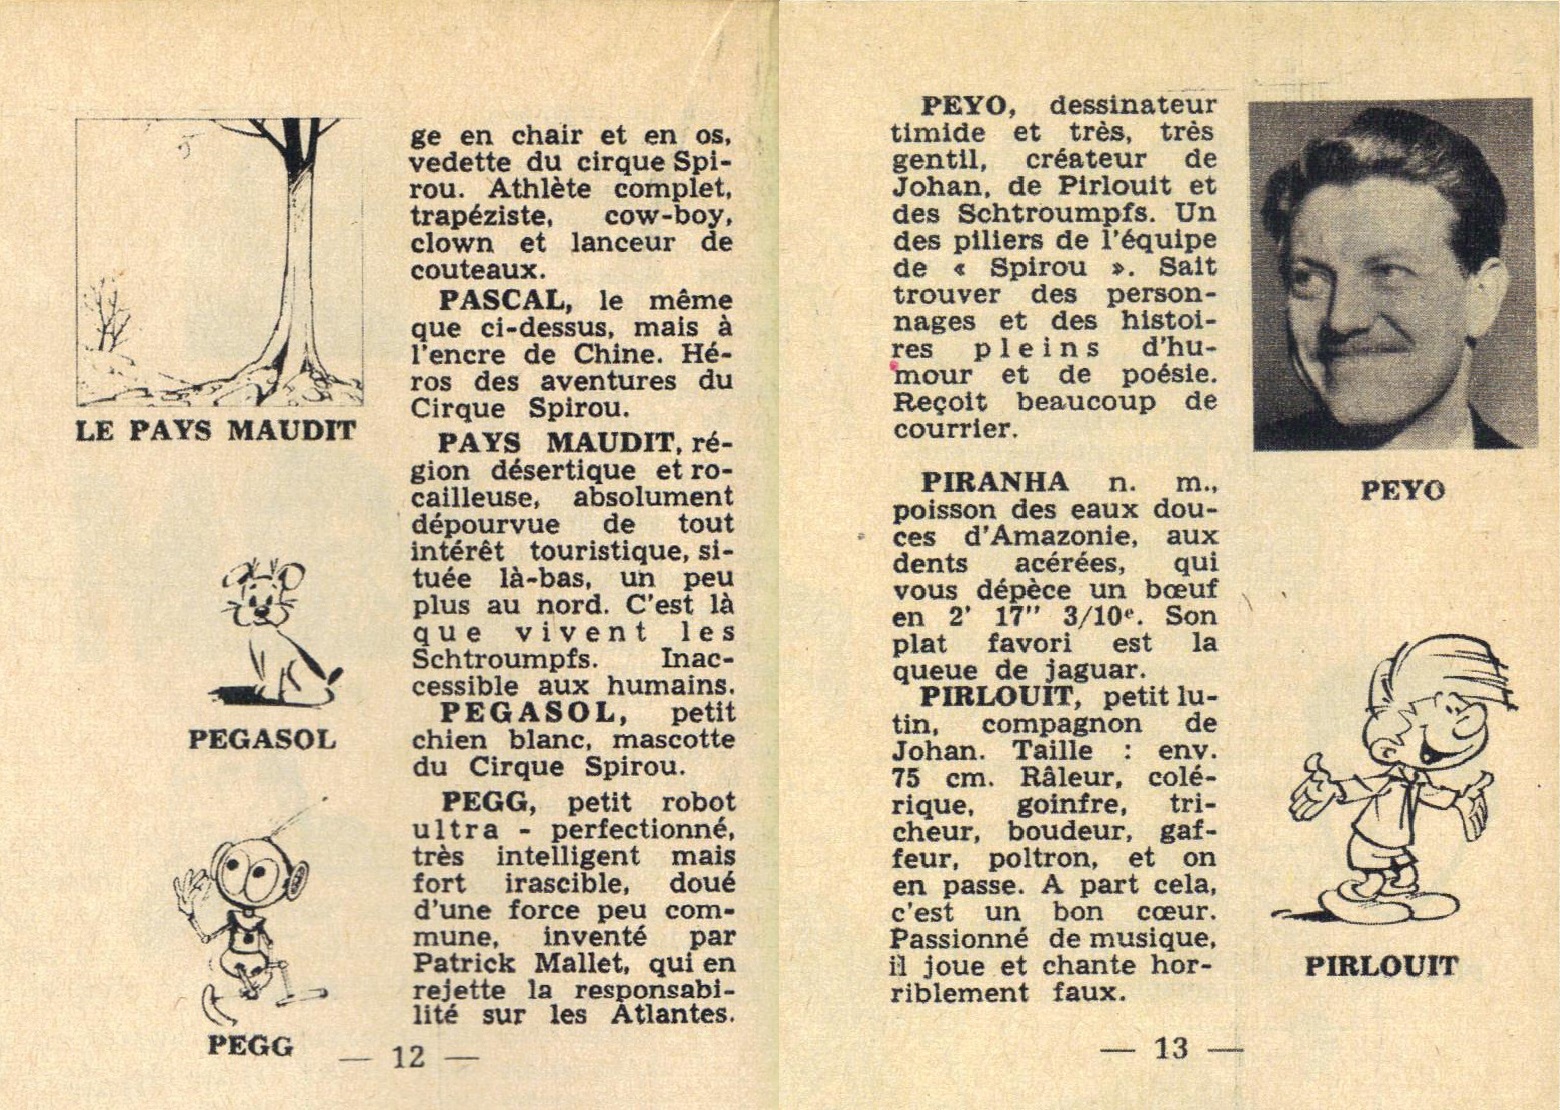 LE PAYS MAUDIT
PEGASOL
PEGG
ge en chair et en os,
vedette du cirque Spi-
rou. Athlète complet,
trapéziste, cow-boy,
clown et lanceur de
couteaux.
PASCAL, le même
que ci-dessus, mais à
l'encre de Chine. Hé-
ros des aventures du
Cirque Spirou.
PAYS MAUDIT, ré-
gion désertique et ro-
cailleuse, absolument
dépourvue de tout
intérêt touristique, si-
tuée là-bas, un peu
plus au nord. C'est là
que vivent les
Schtroumpfs. Inac-
cessible aux humains.
PEGASOL, petit
chien blanc, mascotte
du Cirque Spirou.
PEGG, petit robot
ultra - perfectionné,
très intelligent mais
fort irascible, doué
d'une force peu com-
mune, inventé par
Patrick Mallet, qui en
rejette la responsabi-
lité sur les Atlantes.
— 12 —
PEYO, dessinateur
timide et très, très
gentil, créateur de
Johan, de Pirlouit et
des Schtroumpfs. Un
des piliers de l'équipe
de « Spirou ». Sait
trouver des person-
nages et des histoi-
res pleins d'hu-
mour et de poésie.
Reçoit beaucoup de
courrier.
PIRANHA n. m.,
poisson des eaux dou-
ces d'Amazonie, aux
dents acérées, qui
vous dépèce un bœuf
en 2' 17" 3/10e. Son
plat favori est la
queue de jaguar.
PIRLOUIT, petit lu-
tin, compagnon de
Johan. Taille : env.
75 cm. Râleur, colé-
rique, goinfre, tri-
cheur, boudeur, gaf-
feur, poltron, et on
en passe. A part cela,
c'est un bon cœur.
Passionné de musique,
il joue et chante hor-
riblement faux.
PEYO
PIRLOUIT
— 13 —